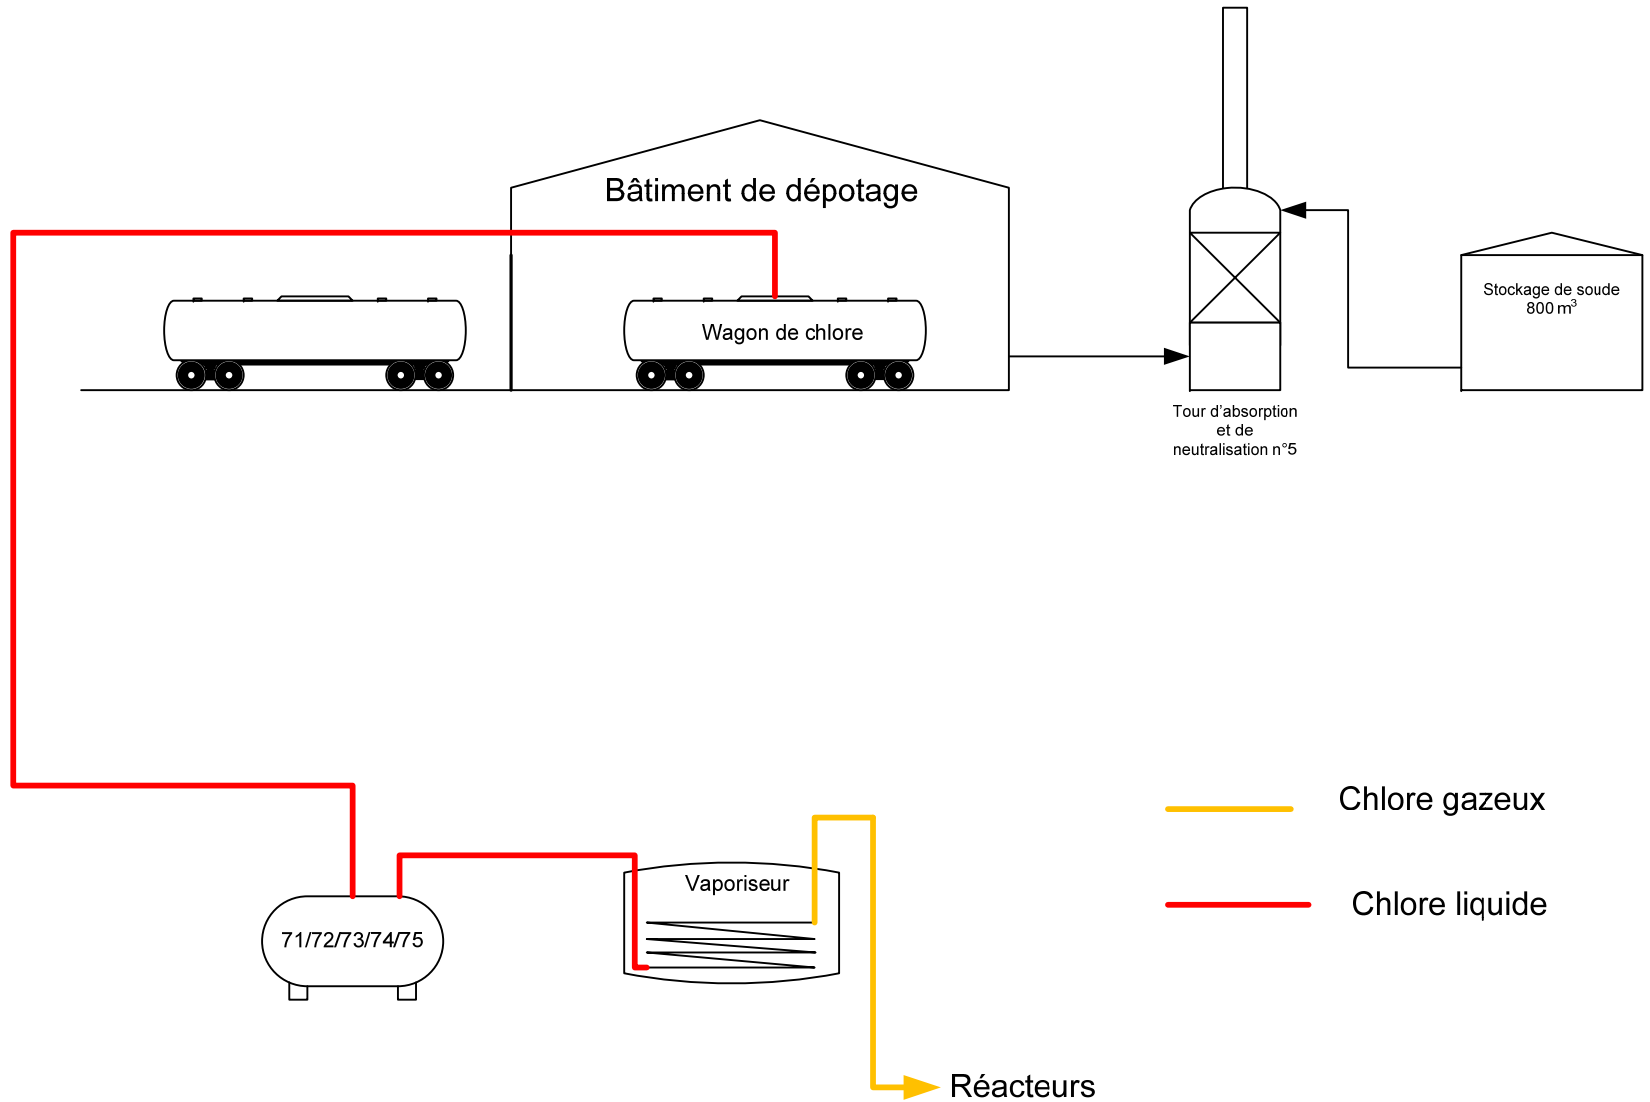 Bâtiment de dépotage
Wagon de chlore
Stockage de soude
800 m³
Tour d'absorption
et de
neutralisation n°5
Chlore gazeux
Vaporiseur
Chlore liquide
71/72/73/74/75
Réacteurs